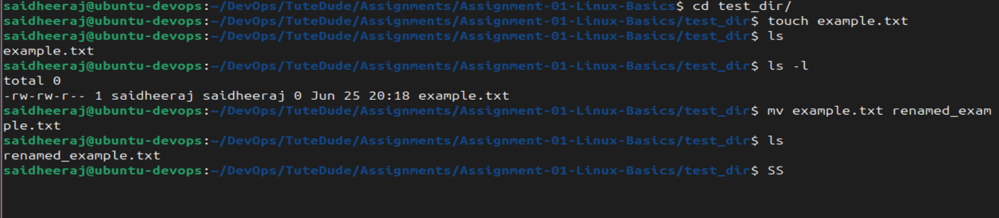 saidheeraj@ubuntu-devops:~/DevOps/TuteDude/Assignments/Assignment-01-Linux-Basics$ cd test_dir/
saidheeraj@ubuntu-devops:~/DevOps/TuteDude/Assignments/Assignment-01-Linux-Basics/test_dir$ touch example.txt
saidheeraj@ubuntu-devops:~/DevOps/TuteDude/Assignments/Assignment-01-Linux-Basics/test_dir$ ls
example.txt
saidheeraj@ubuntu-devops:~/DevOps/TuteDude/Assignments/Assignment-01-Linux-Basics/test_dir$ ls -l
total 0
-rw-rw-r-- 1 saidheeraj saidheeraj 0 Jun 25 20:18 example.txt
saidheeraj@ubuntu-devops:~/DevOps/TuteDude/Assignments/Assignment-01-Linux-Basics/test_dir$ mv example.txt renamed_exam
ple.txt
saidheeraj@ubuntu-devops:~/DevOps/TuteDude/Assignments/Assignment-01-Linux-Basics/test_dir$ ls
renamed_example.txt
saidheeraj@ubuntu-devops:~/DevOps/TuteDude/Assignments/Assignment-01-Linux-Basics/test_dir$ SS